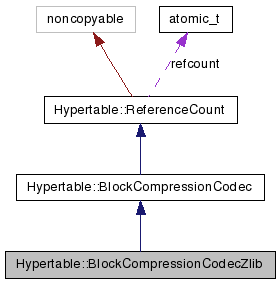 noncopyable
atomic_t
refcount
Hypertable::ReferenceCount
Hypertable::BlockCompressionCodec
Hypertable::BlockCompressionCodecZlib